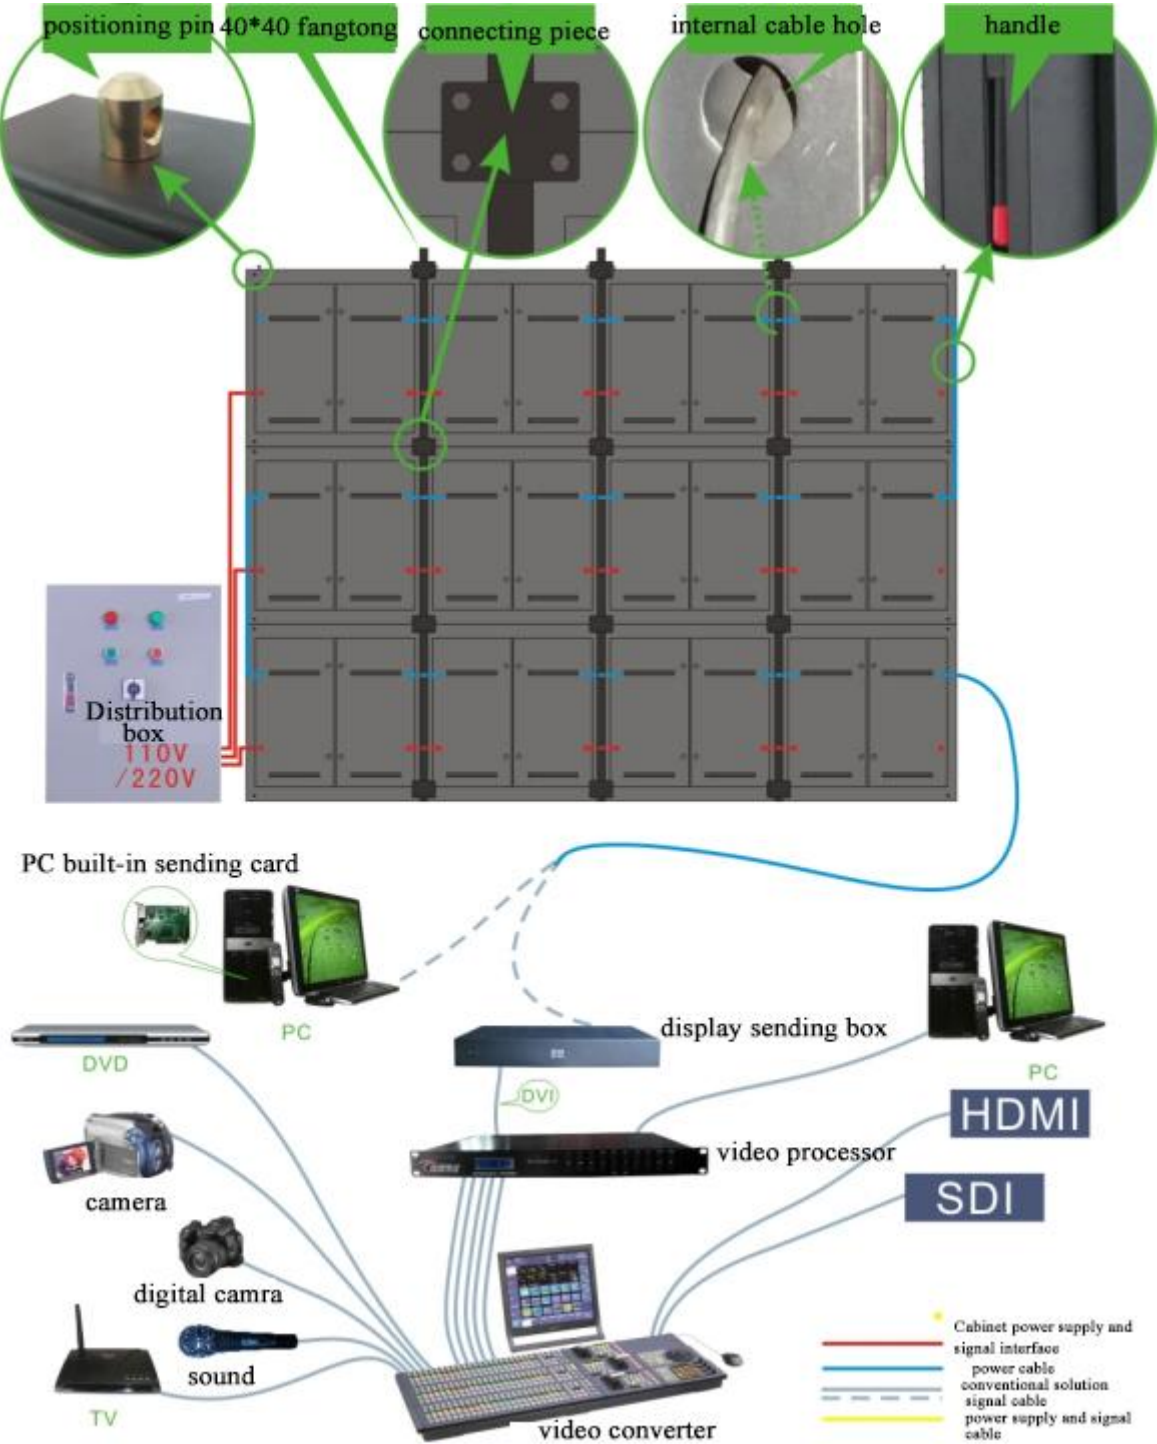 positioning pin
40*40 fangtong
connecting piece
internal cable hole
handle
Distribution
box
110V
/220V
PC built-in sending card
PC
DVD
display sending box
DVI
PC
HDMI
video processor
SDI
camera
digital camra
sound
TV
video converter
Cabinet power supply and
signal interface
power cable
conventional solution
signal cable
power supply and signal
cable